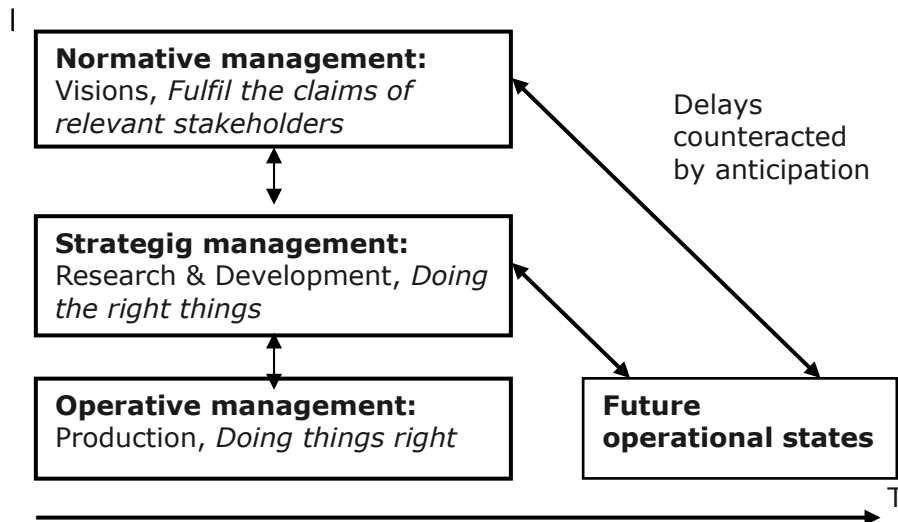 I
Normative management:
Visions, Fulfil the claims of
relevant stakeholders
Delays
counteracted
by anticipation
Strategig management:
Research & Development, Doing
the right things
Operative management:
Production, Doing things right
Future
operational states
T